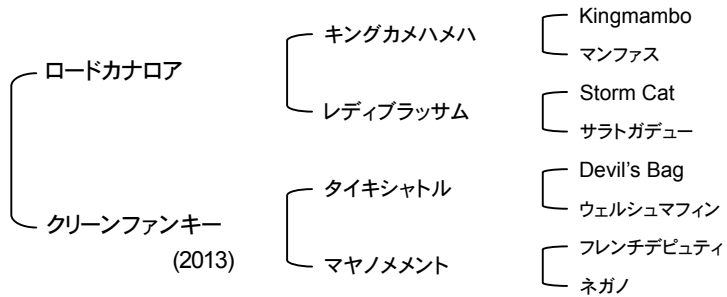 ロードカナロア
クリーンファンキー
(2013)
キングカメハメハ
レディブラッサム
タイキシャトル
マヤノメメント
Kingmambo
マンファス
Storm Cat
サラトガデュー
Devil's Bag
ウェルシュマフィン
フレンチデピュティ
ネガノ